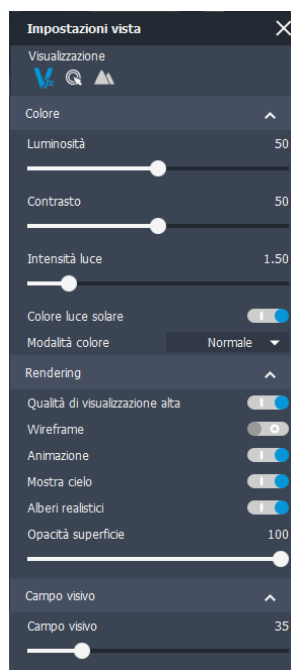 Impostazioni vista
Visualizzazione
Colore
Luminosità 50
Contrasto 50
Intensità luce 1.50
Colore luce solare
Modalità colore Normale
Rendering
Qualità di visualizzazione alta
Wireframe
Animazione
Mostra cielo
Alberi realistici
Opacità superficie 100
Campo visivo
Campo visivo 35